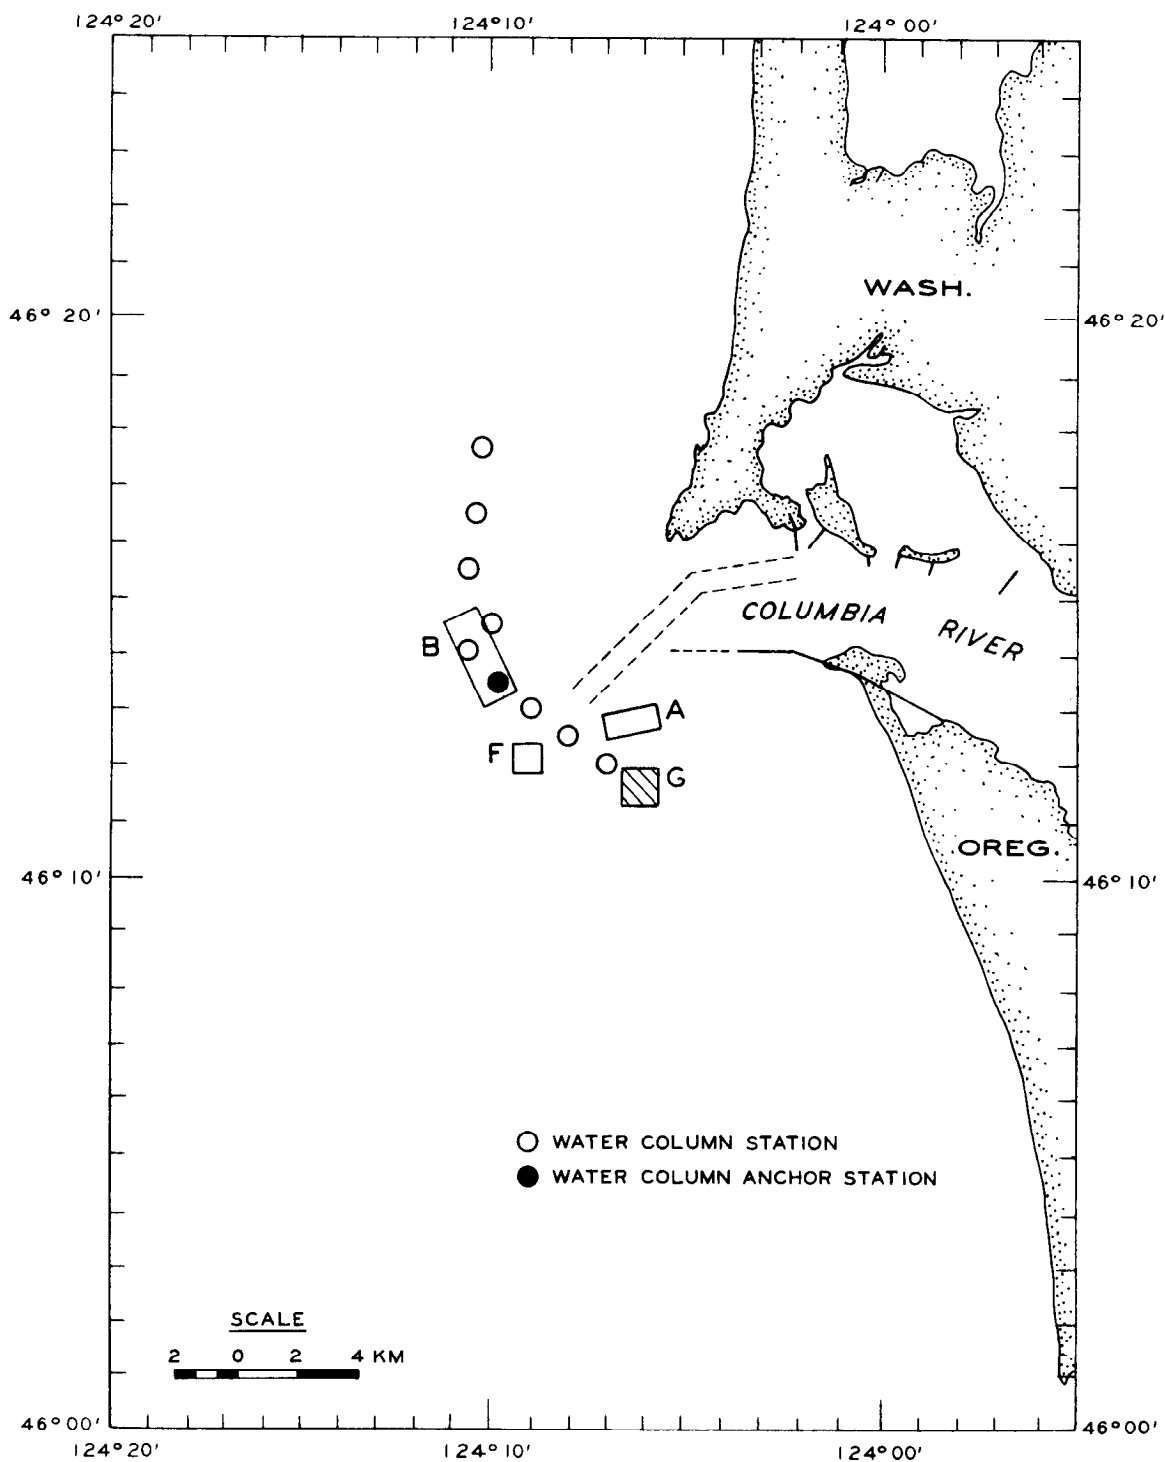 124° 20' 124° 10' 124° 00'
WASH.
46° 20' 46° 20'
COLUMBIA RIVER
B
A
F
G
OREG.
46° 10' 46° 10'
WATER COLUMN STATION
WATER COLUMN ANCHOR STATION
SCALE
2 0 2 4 KM
46° 00' 46° 00'
124° 20' 124° 10' 124° 00'